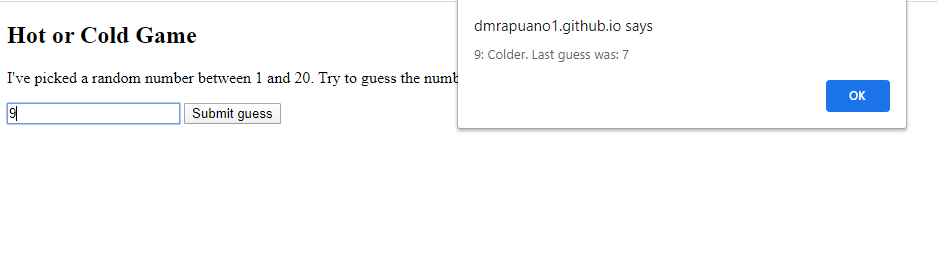 Hot or Cold Game
I've picked a random number between 1 and 20. Try to guess the
9
Submit guess
dmrapuano1.github.io says
9: Colder. Last guess was: 7
OK